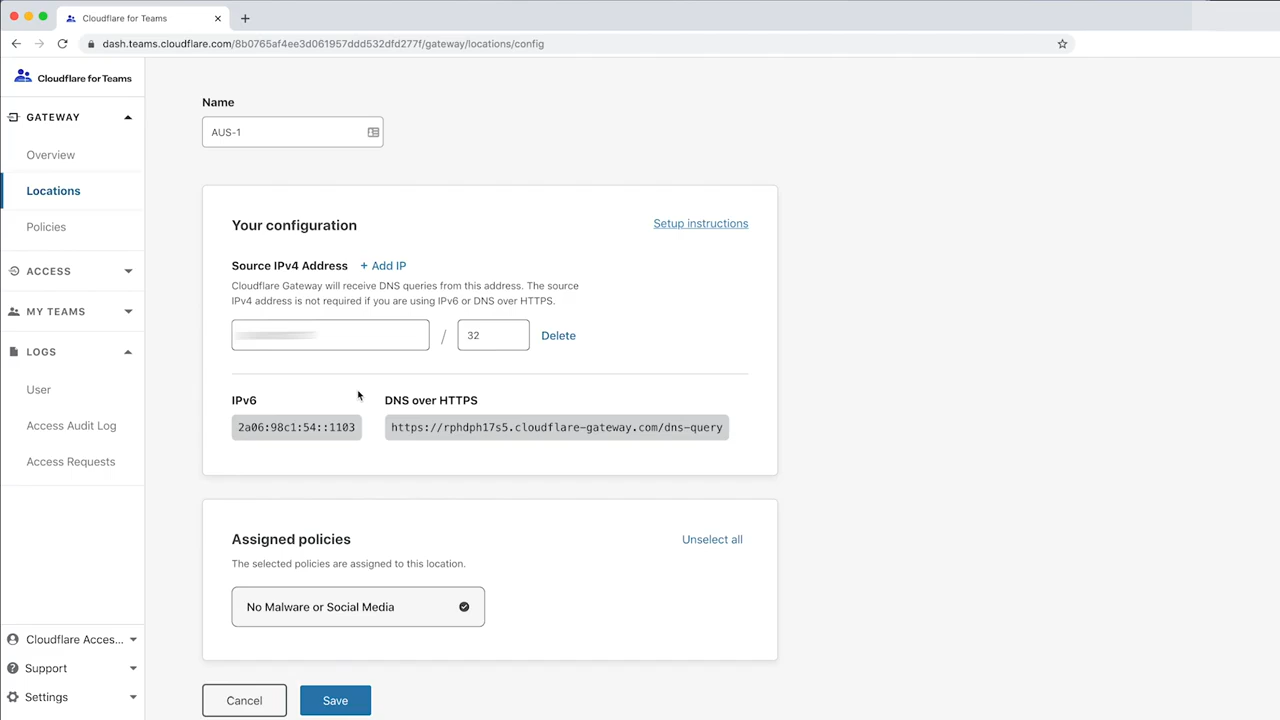 Cloudflare for Teams
dash.teams.cloudflare.com/8b0765af4ee3d061957ddd532dfd277f/gateway/locations/config
Cloudflare for Teams
GATEWAY
Overview
Locations
Policies
ACCESS
MY TEAMS
LOGS
User
Access Audit Log
Access Requests
Cloudflare Acces...
Support
Settings
Name
AUS-1
Your configuration
Setup instructions
Source IPv4 Address + Add IP
Cloudflare Gateway will receive DNS queries from this address. The source
IPv4 address is not required if you are using IPv6 or DNS over HTTPS.
/ 32 Delete
IPv6 DNS over HTTPS
2a06:98c1:54::1103 https://rphdph17s5.cloudflare-gateway.com/dns-query
Assigned policies
Unselect all
The selected policies are assigned to this location.
No Malware or Social Media
Cancel Save